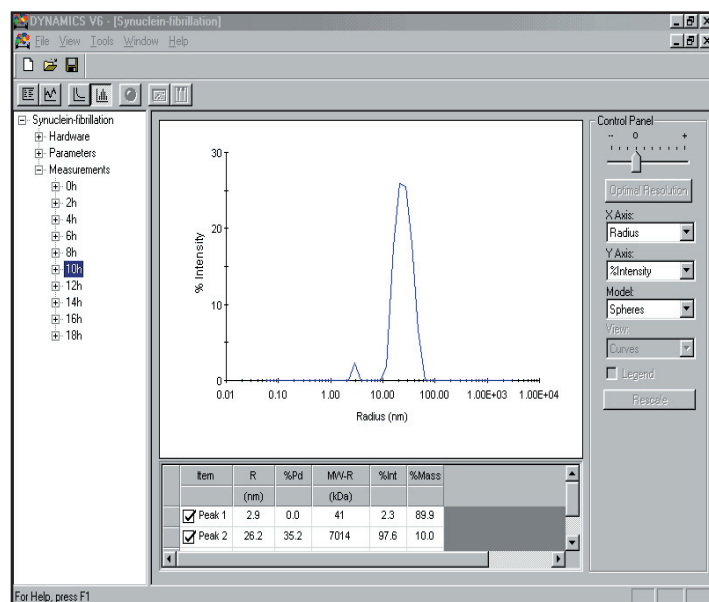 DYNAMICS V6 - [Synuclein-fibrillation]
File View Tools Window Help
Synuclein-fibrillation
Hardware
Parameters
Measurements
0h
2h
4h
6h
8h
10h
12h
14h
16h
18h
30
20
10
0
% Intensity
0.01 0.10 1.00 10.00 100.00 1.00E+03 1.00E+04
Radius (nm)
Item R %Pd MW-R %Int %Mass
(nm) (kDa)
Peak 1 2.9 0.0 41 2.3 89.9
Peak 2 26.2 35.2 7014 97.6 10.0
Control Panel
-- 0 +
Optimal Resolution
X Axis:
Radius
Y Axis:
%Intensity
Model:
Spheres
View:
Curves
Legend
Rescale
For Help, press F1